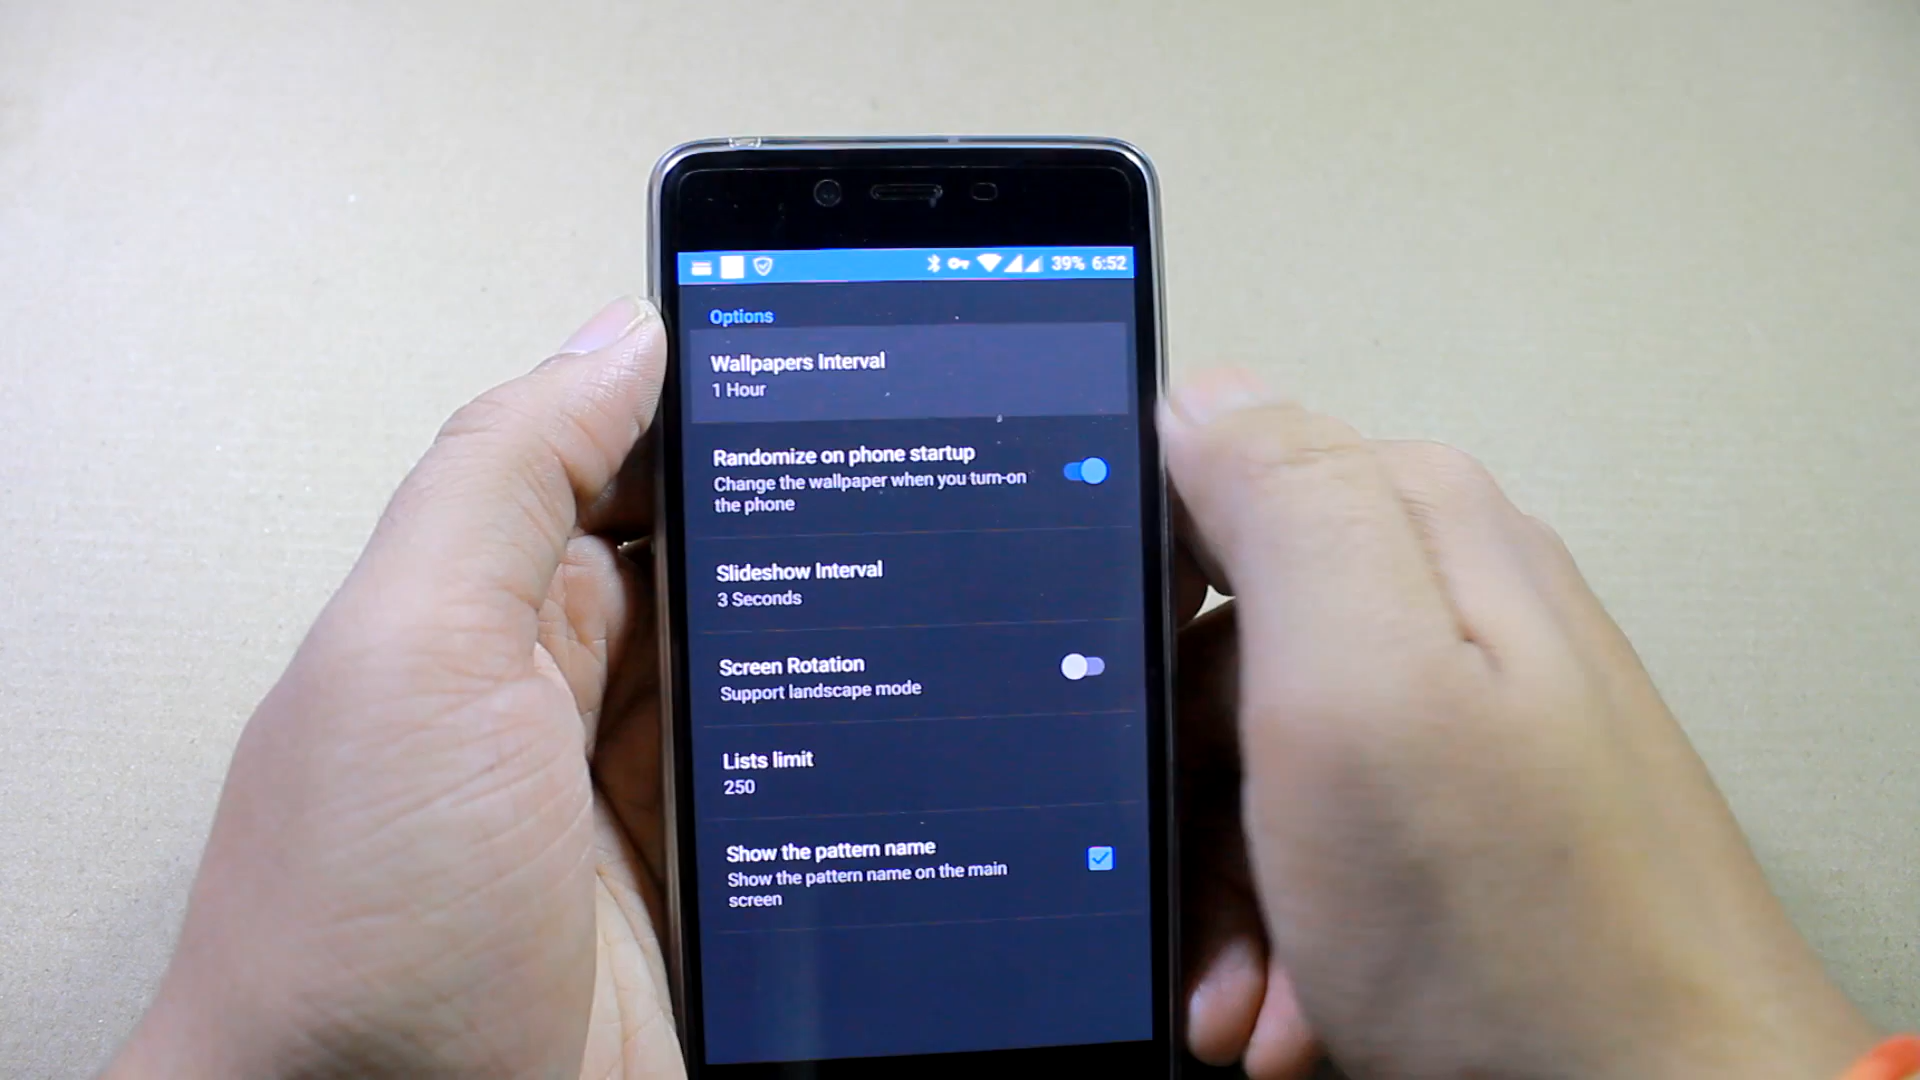 39% 6:52
Options
Wallpapers Interval
1 Hour
Randomize on phone startup
Change the wallpaper when you turn-on
the phone
Slideshow Interval
3 Seconds
Screen Rotation
Support landscape mode
Lists limit
250
Show the pattern name
Show the pattern name on the main
screen